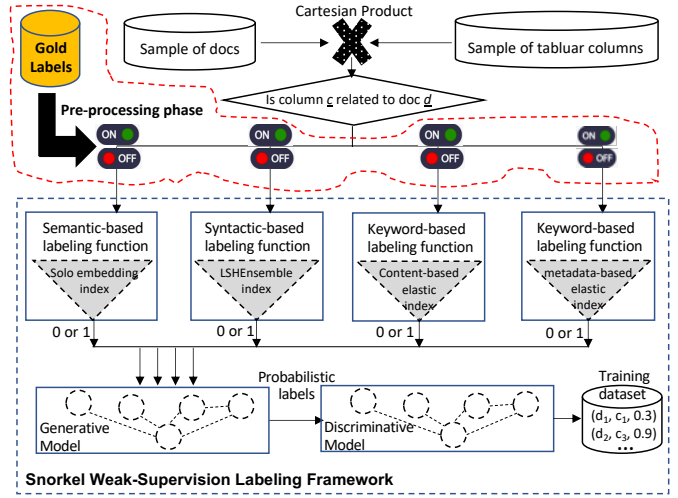 Cartesian Product
Gold
Labels
Sample of docs
Sample of tabluar columns
Is column c related to doc d
Pre-processing phase
ON
OFF
ON
OFF
ON
OFF
ON
OFF
Semantic-based
labeling function
Solo embedding
index
Syntactic-based
labeling function
LSHEnsemble
index
Keyword-based
labeling function
Content-based
elastic
index
Keyword-based
labeling function
metadata-based
elastic
index
0 or 1
0 or 1
0 or 1
0 or 1
Generative
Model
Probabilistic
labels
Discriminative
Model
Training
dataset
(d1, c1, 0.3)
(d2, c3, 0.9)
...
Snorkel Weak-Supervision Labeling Framework